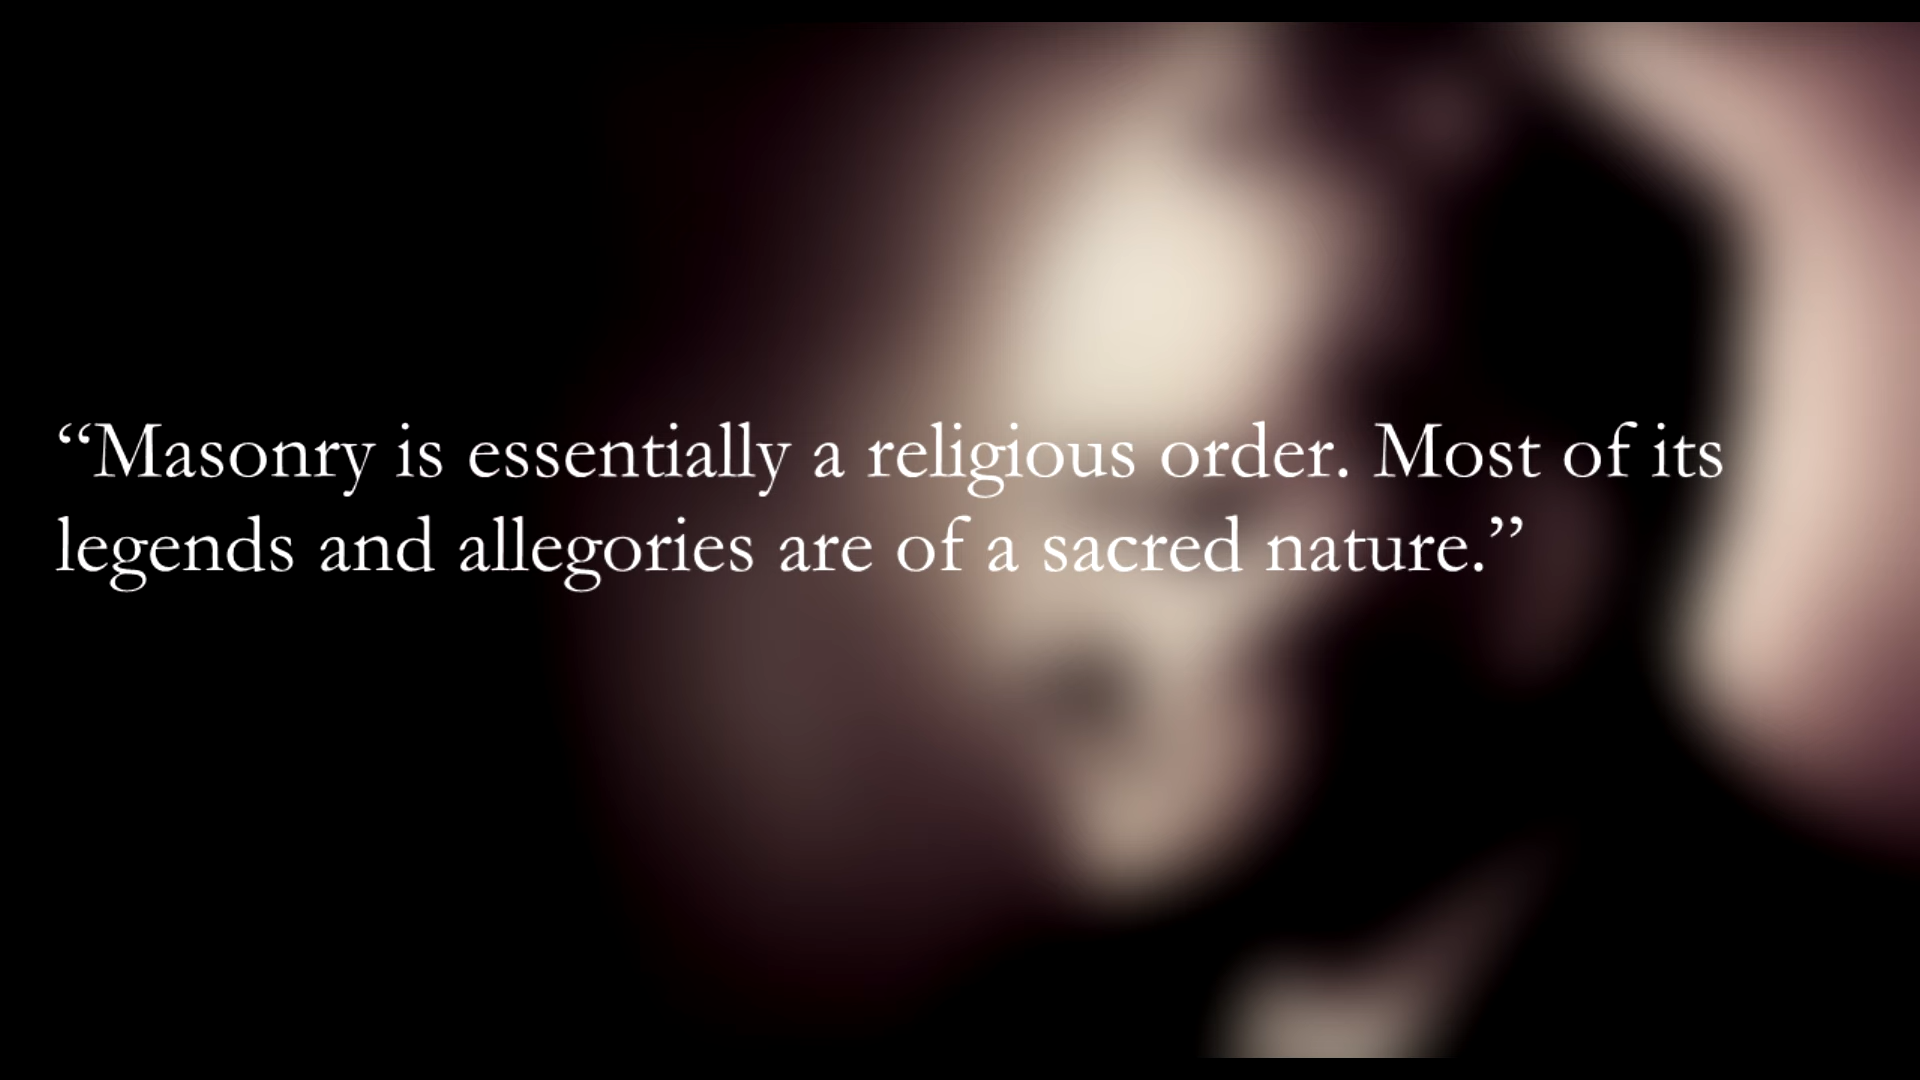 “Masonry is essentially a religious order. Most of its
legends and allegories are of a sacred nature.”